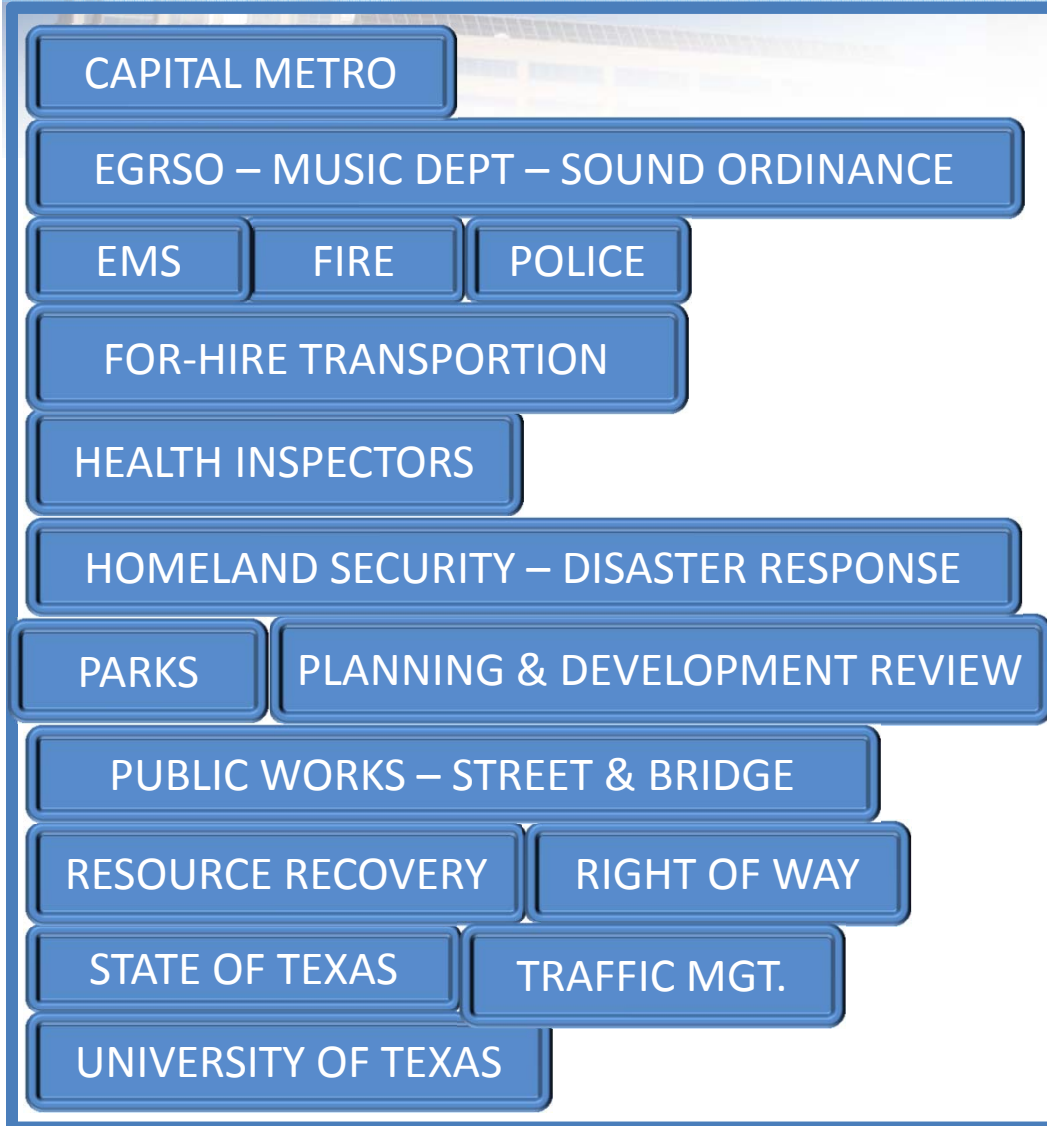 CAPITAL METRO
EGRSO – MUSIC DEPT – SOUND ORDINANCE
EMS FIRE POLICE
FOR-HIRE TRANSPORTION
HEALTH INSPECTORS
HOMELAND SECURITY – DISASTER RESPONSE
PARKS PLANNING & DEVELOPMENT REVIEW
PUBLIC WORKS – STREET & BRIDGE
RESOURCE RECOVERY RIGHT OF WAY
STATE OF TEXAS TRAFFIC MGT.
UNIVERSITY OF TEXAS